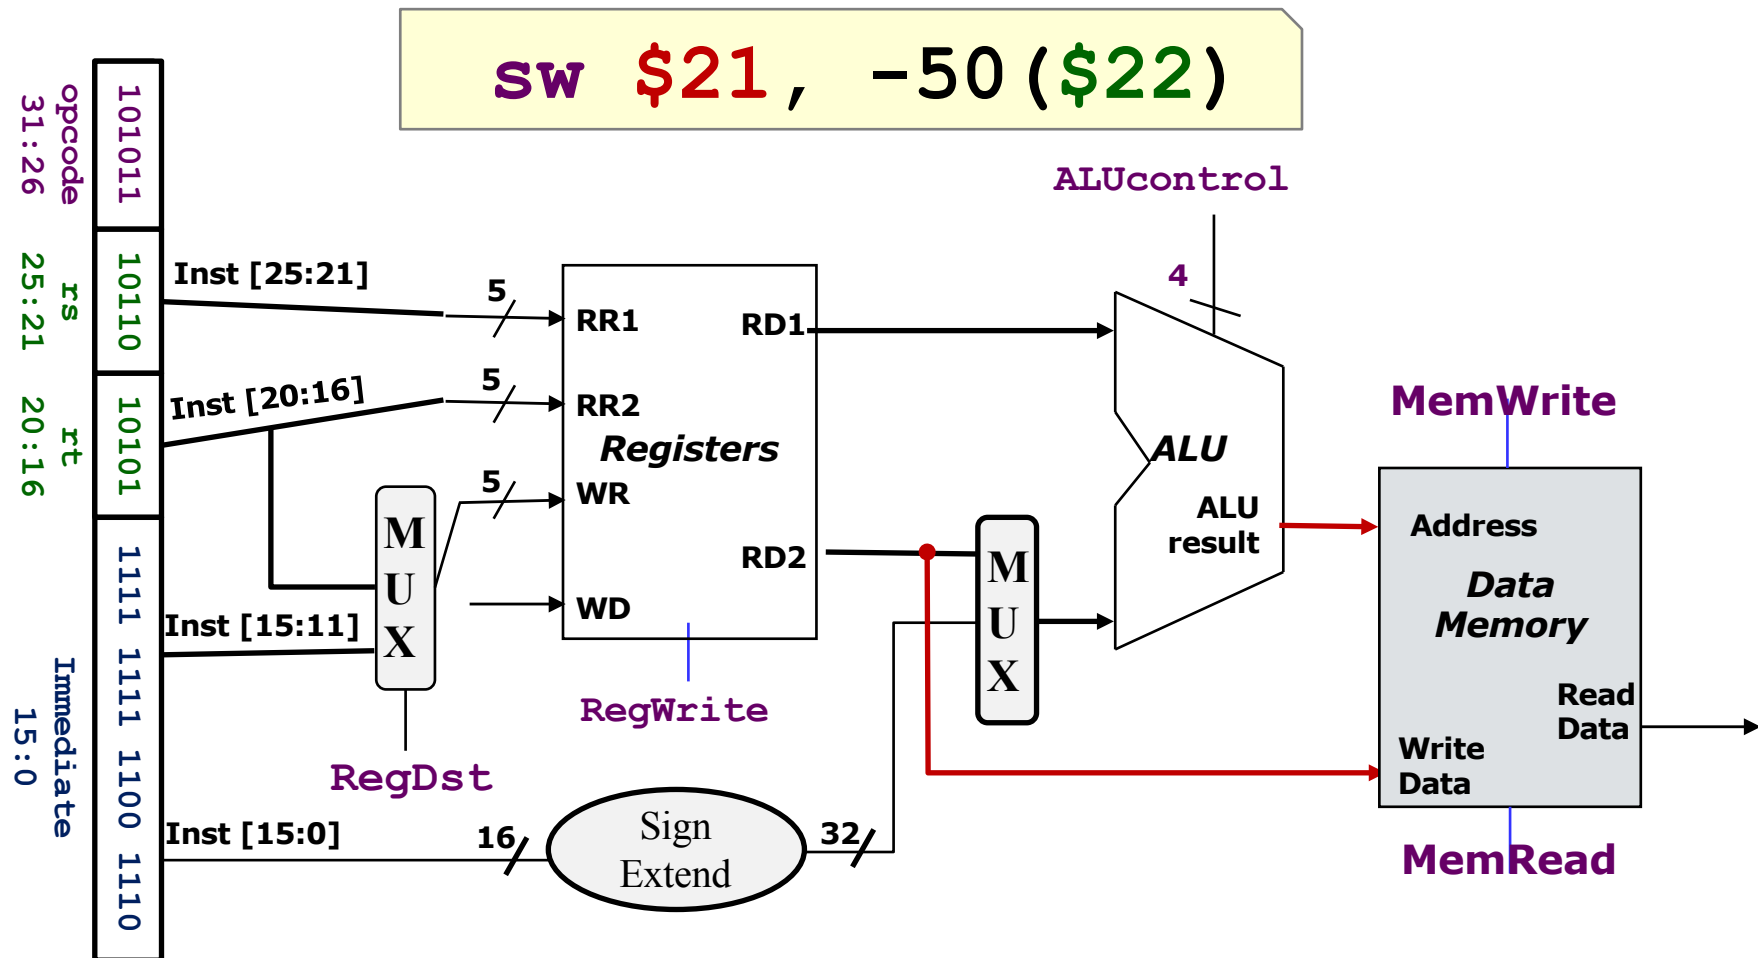 sw $21, -50($22)
opcode
31:26
101011
rs
25:21
10110
rt
20:16
10101
Immediate
15:0
1111 1111 1100 1110
Inst [25:21]
5
Inst [20:16]
5
5
Inst [15:11]
Inst [15:0]
16
32
MUX
RegDst
RR1
RR2
WR
WD
RD1
RD2
Registers
RegWrite
Sign
Extend
MUX
ALUcontrol
4
ALU
ALU
result
MemWrite
Address
Data
Memory
Read
Data
Write
Data
MemRead